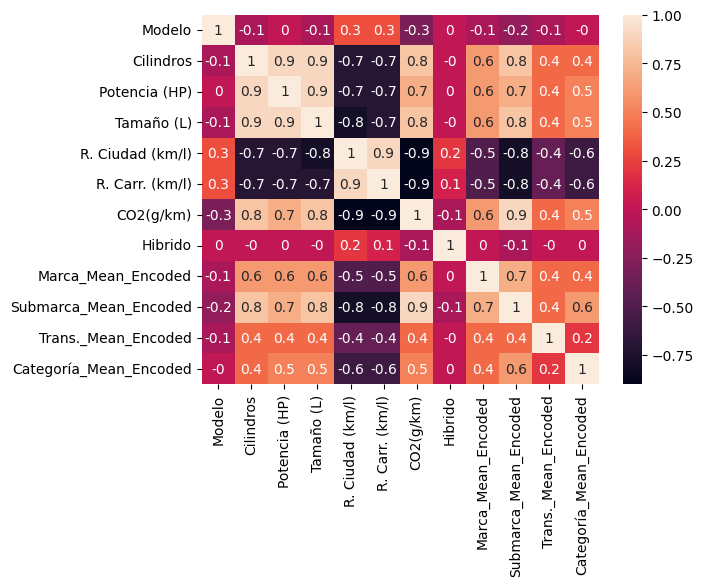 Modelo 1 -0.1 0 -0.1 0.3 0.3 -0.3 0 -0.1 -0.2 -0.1 -0
Cilindros -0.1 1 0.9 0.9 -0.7 -0.7 0.8 -0 0.6 0.8 0.4 0.4
Potencia (HP) 0 0.9 1 0.9 -0.7 -0.7 0.7 0 0.6 0.7 0.4 0.5
Tamaño (L) -0.1 0.9 0.9 1 -0.8 -0.7 0.8 -0 0.6 0.8 0.4 0.5
R. Ciudad (km/l) 0.3 -0.7 -0.7 -0.8 1 0.9 -0.9 0.2 -0.5 -0.8 -0.4 -0.6
R. Carr. (km/l) 0.3 -0.7 -0.7 -0.7 0.9 1 -0.9 0.1 -0.5 -0.8 -0.4 -0.6
CO2(g/km) -0.3 0.8 0.7 0.8 -0.9 -0.9 1 -0.1 0.6 0.9 0.4 0.5
Hibrido 0 -0 0 -0 0.2 0.1 -0.1 1 0 -0.1 -0 0
Marca_Mean_Encoded -0.1 0.6 0.6 0.6 -0.5 -0.5 0.6 0 1 0.7 0.4 0.4
Submarca_Mean_Encoded -0.2 0.8 0.7 0.8 -0.8 -0.8 0.9 -0.1 0.7 1 0.4 0.6
Trans._Mean_Encoded -0.1 0.4 0.4 0.4 -0.4 -0.4 0.4 -0 0.4 0.4 1 0.2
Categoría_Mean_Encoded -0 0.4 0.5 0.5 -0.6 -0.6 0.5 0 0.4 0.6 0.2 1
Modelo
Cilindros
Potencia (HP)
Tamaño (L)
R. Ciudad (km/l)
R. Carr. (km/l)
CO2(g/km)
Hibrido
Marca_Mean_Encoded
Submarca_Mean_Encoded
Trans._Mean_Encoded
Categoría_Mean_Encoded
1.00
0.75
0.50
0.25
0.00
−0.25
−0.50
−0.75